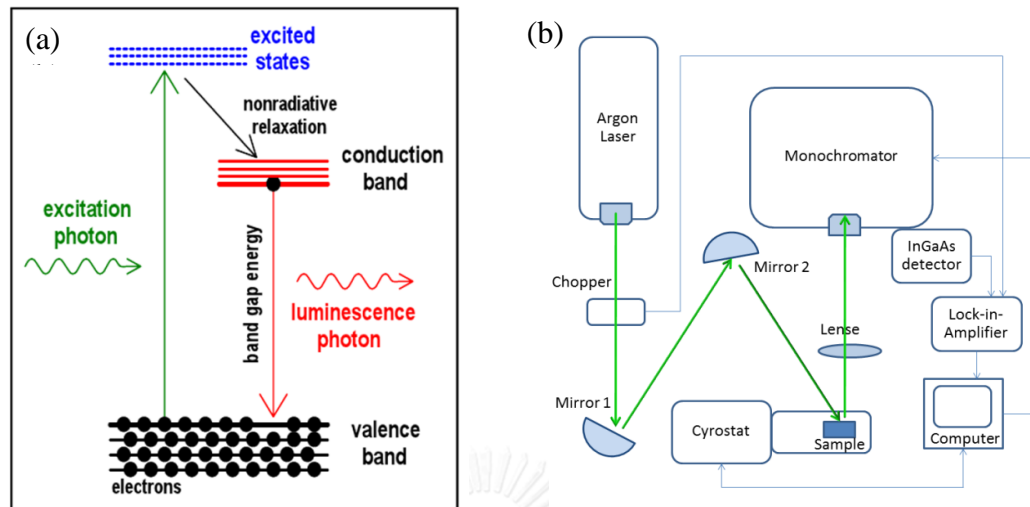 (a)
excited
states
nonradiative
relaxation
conduction
band
excitation
photon
band gap energy
luminescence
photon
valence
band
electrons
(b)
Argon
Laser
Monochromator
InGaAs
detector
Mirror 2
Chopper
Lock-in-
Amplifier
Lense
Mirror 1
Cyrostat
Sample
Computer